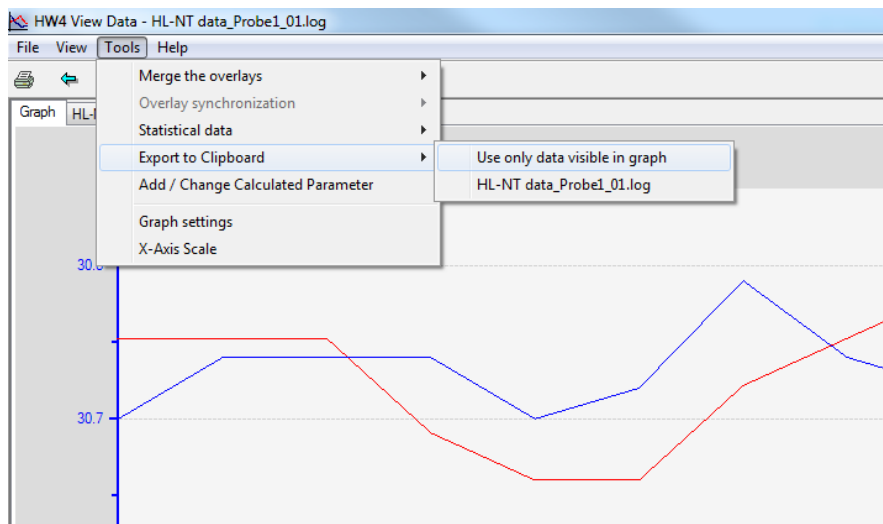 HW4 View Data - HL-NT data_Probe1_01.log
File View Tools Help
Merge the overlays
Overlay synchronization
Statistical data
Export to Clipboard
Add / Change Calculated Parameter
Graph settings
X-Axis Scale
Use only data visible in graph
HL-NT data_Probe1_01.log
Graph
30.7